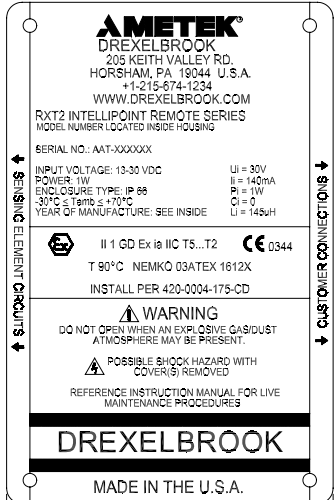 AMETEK®
DREXELBROOK
205 KEITH VALLEY RD.
HORSHAM, PA 19044 U.S.A.
+1-215-674-1234
WWW.DREXELBROOK.COM
RXT2 INTELLIPOINT REMOTE SERIES
MODEL NUMBER LOCATED INSIDE HOUSING
SERIAL NO.: AAT-XXXXXX
INPUT VOLTAGE: 13-30 VDC Ui = 30V
POWER: 1W Ii = 140mA
ENCLOSURE TYPE: IP 66 Pi = 1W
-30°C ≤ Tamb ≤ +70°C Ci = 0
YEAR OF MANUFACTURE: SEE INSIDE Li = 145uH
SENSING ELEMENT CIRCUITS
CUSTOMER CONNECTIONS
Ex II 1 GD Ex ia IIC T5...T2 CE 0344
T 90°C NEMKO 03ATEX 1612X
INSTALL PER 420-0004-175-CD
WARNING
DO NOT OPEN WHEN AN EXPLOSIVE GAS/DUST
ATMOSPHERE MAY BE PRESENT.
POSSIBLE SHOCK HAZARD WITH
COVER(S) REMOVED
REFERENCE INSTRUCTION MANUAL FOR LIVE
MAINTENANCE PROCEDURES
DREXELBROOK
MADE IN THE U.S.A.